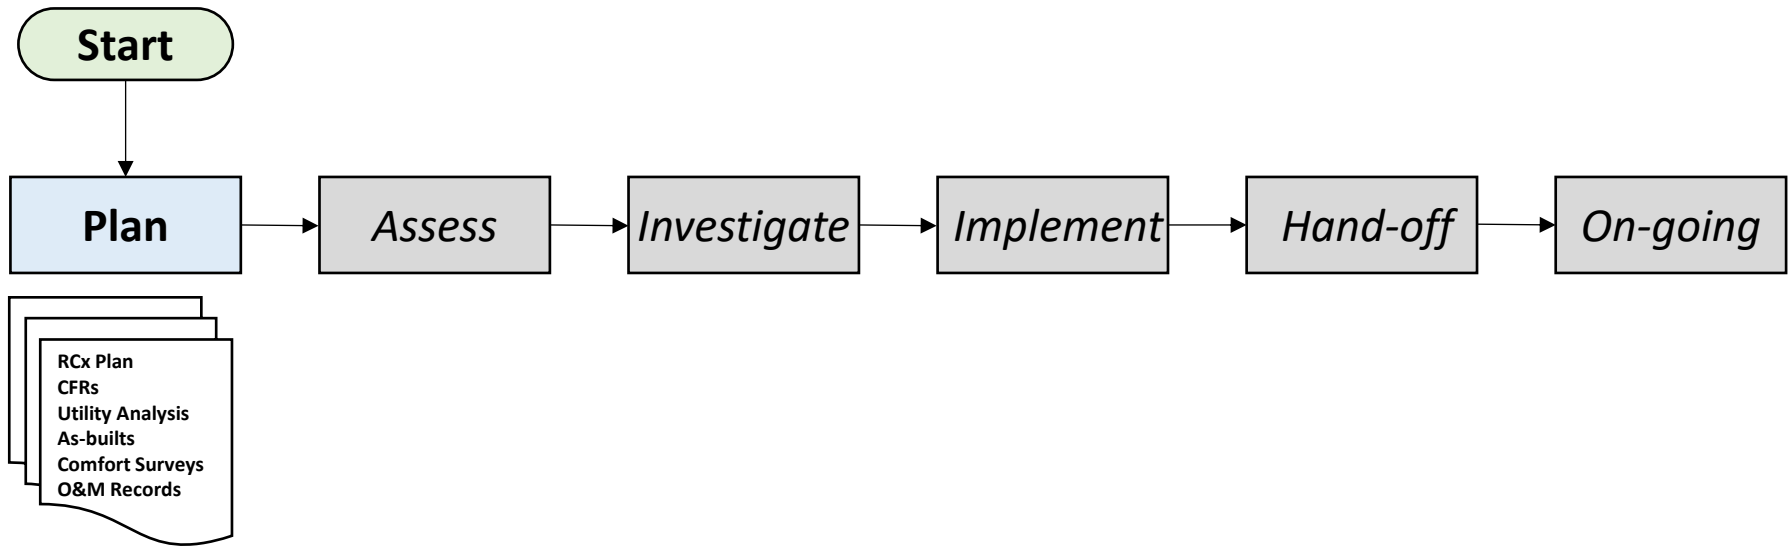 Start
Plan
Assess
Investigate
Implement
Hand-off
On-going
RCx Plan
CFRs
Utility Analysis
As-builts
Comfort Surveys
O&M Records